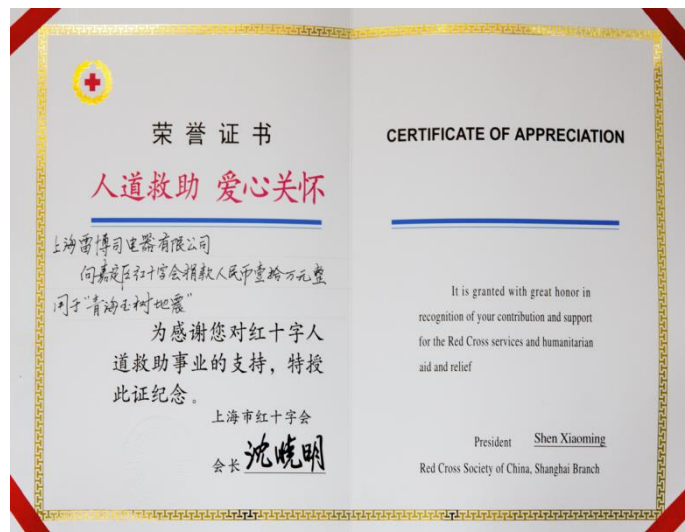 荣誉证书
人道救助 爱心关怀
上海雷博司电器有限公司
向嘉定区红十字会捐款人民币壹拾万元整
用于"青海玉树地震"
为感谢您对红十字人
道救助事业的支持，特授
此证纪念。
上海市红十字会
会长 沈晓明
CERTIFICATE OF APPRECIATION
It is granted with great honor in
recognition of your contribution and support
for the Red Cross services and humanitarian
aid and relief
President Shen Xiaoming
Red Cross Society of China, Shanghai Branch